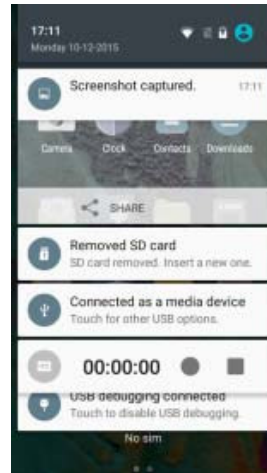 17:11
Monday 10-12-2015
Screenshot captured.
17:11
Camera
Clock
Contacts
Downloads
SHARE
Removed SD card
SD card removed. Insert a new one.
Connected as a media device
Touch for other USB options.
00:00:00
USB debugging connected
Touch to disable USB debugging.
No sim